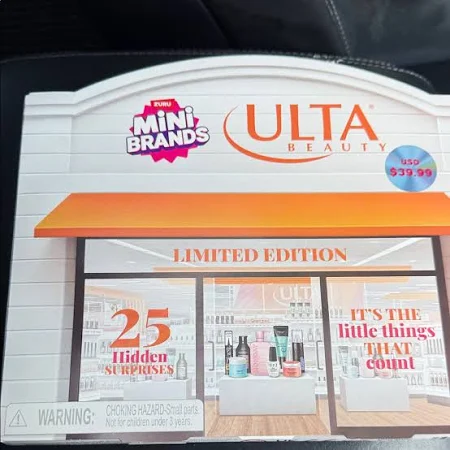 ZURU
MiNi
BRANDS
ULTA
BEAUTY
USD
$39.99
LIMITED EDITION
25
Hidden
SURPRISES
IT'S THE
little things
THAT
count
WARNING:
CHOKING HAZARD-Small parts.
Not for children under 3 years.